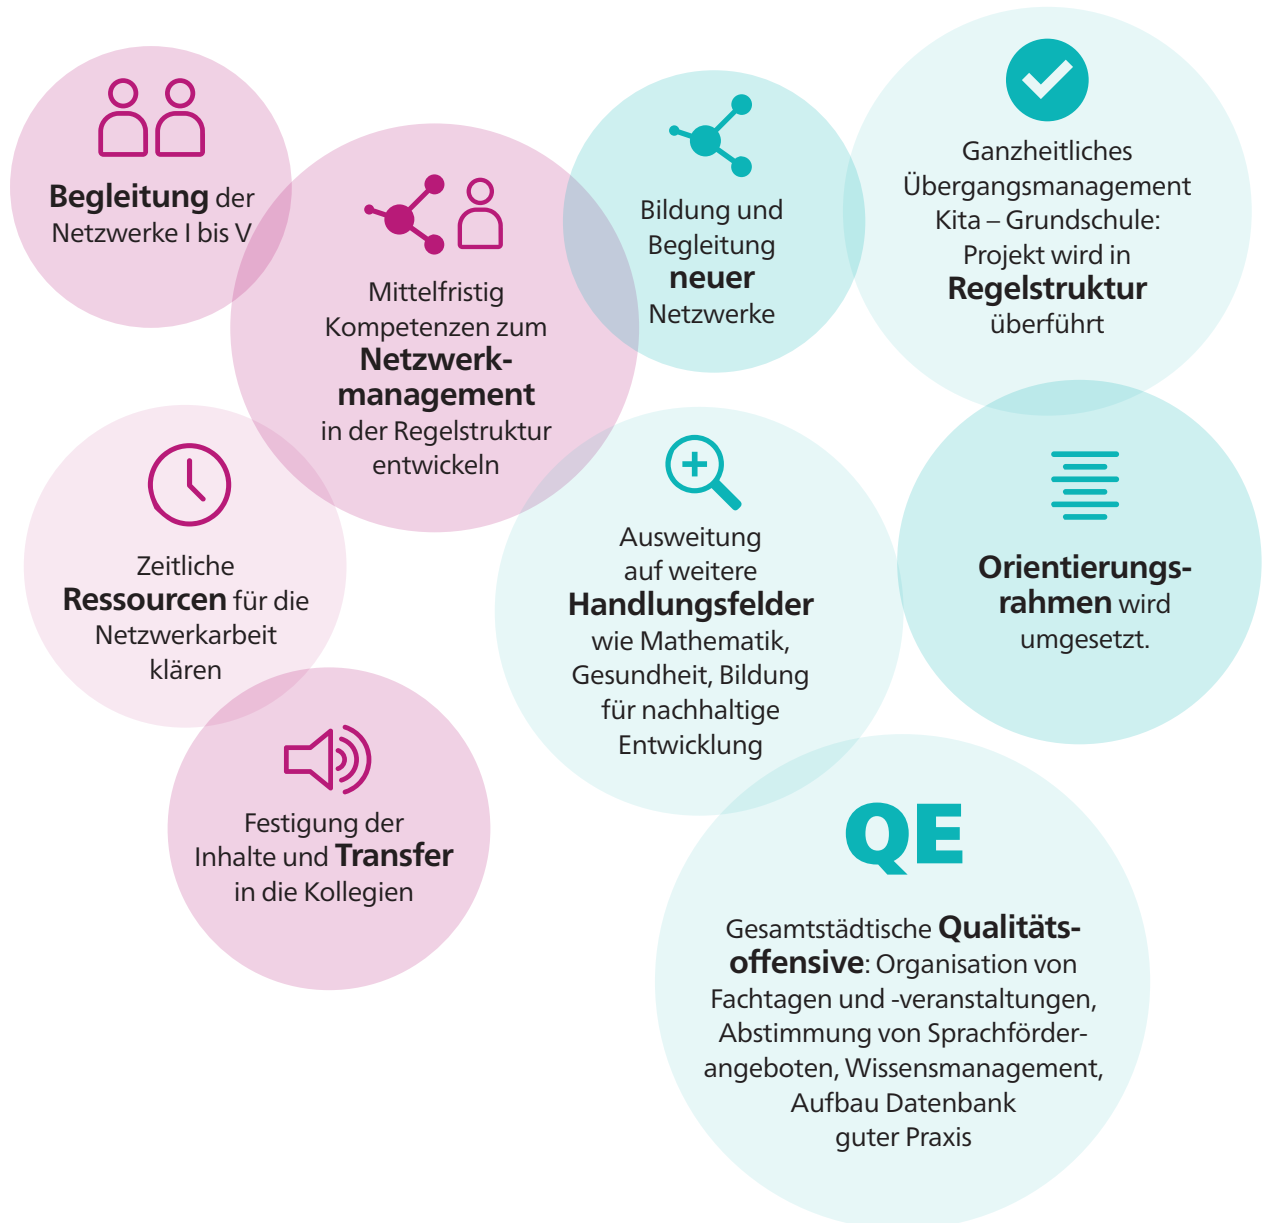 Begleitung der
Netzwerke I bis V
Mittelfristig
Kompetenzen zum
Netzwerk-
management
in der Regelstruktur
entwickeln
Bildung und
Begleitung
neuer
Netzwerke
Ganzheitliches
Übergangsmanagement
Kita – Grundschule:
Projekt wird in
Regelstruktur
überführt
Zeitliche
Ressourcen für die
Netzwerkarbeit
klären
Ausweitung
auf weitere
Handlungsfelder
wie Mathematik,
Gesundheit, Bildung
für nachhaltige
Entwicklung
Orientierungs-
rahmen wird
umgesetzt.
Festigung der
Inhalte und Transfer
in die Kollegien
QE
Gesamtstädtische Qualitäts-
offensive: Organisation von
Fachtagen und -veranstaltungen,
Abstimmung von Sprachförder-
angeboten, Wissensmanagement,
Aufbau Datenbank
guter Praxis